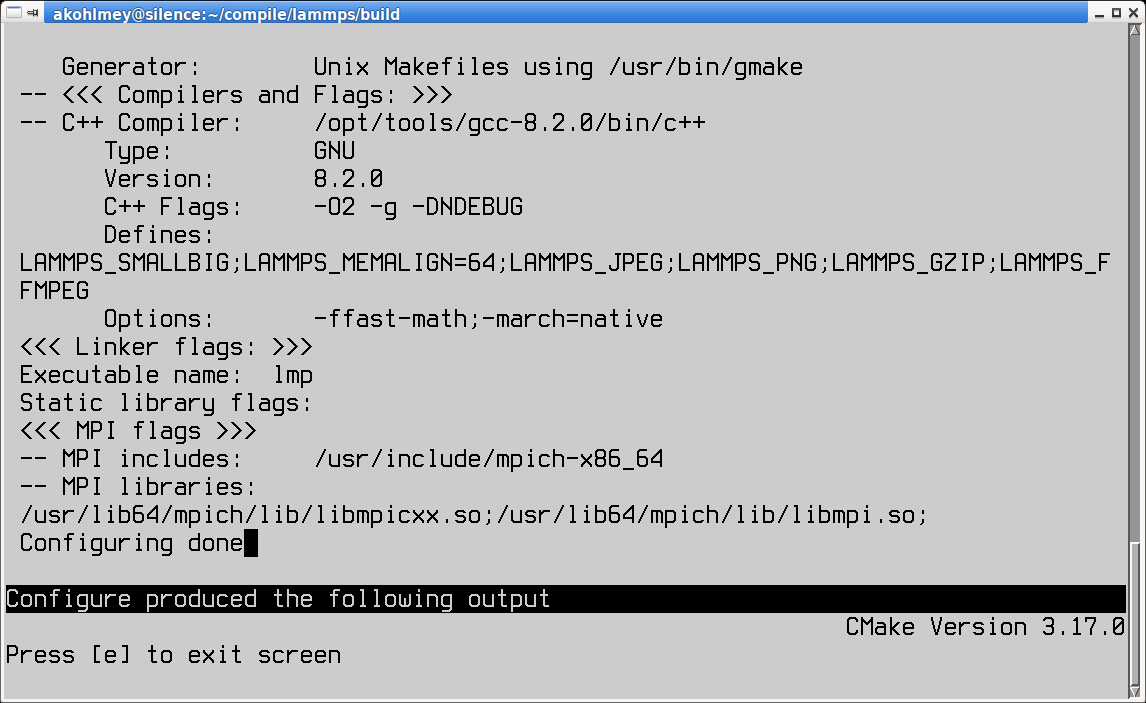 akohlmey@silence:~/compile/lammps/build
Generator: Unix Makefiles using /usr/bin/gmake
-- <<< Compilers and Flags: >>>
-- C++ Compiler: /opt/tools/gcc-8.2.0/bin/c++
Type: GNU
Version: 8.2.0
C++ Flags: -O2 -g -DNDEBUG
Defines:
LAMMPS_SMALLBIG;LAMMPS_MEMALIGN=64;LAMMPS_JPEG;LAMMPS_PNG;LAMMPS_GZIP;LAMMPS_F
FMPEG
Options: -ffast-math;-march=native
<<< Linker flags: >>>
Executable name: lmp
Static library flags:
<<< MPI flags >>>
-- MPI includes: /usr/include/mpich-x86_64
-- MPI libraries:
/usr/lib64/mpich/lib/libmpicxx.so;/usr/lib64/mpich/lib/libmpi.so;
Configuring done
Configure produced the following output
CMake Version 3.17.0
Press [e] to exit screen